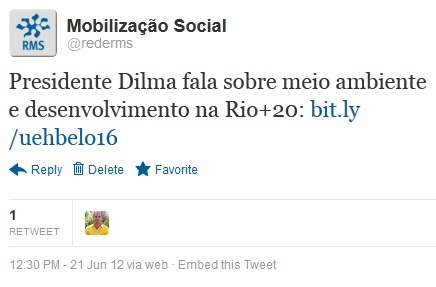 RMS
Mobilização Social
@rederms
Presidente Dilma fala sobre meio ambiente
e desenvolvimento na Rio+20: bit.ly
/uehbelo16
Reply Delete Favorite
1
RETWEET
12:30 PM - 21 Jun 12 via web · Embed this Tweet